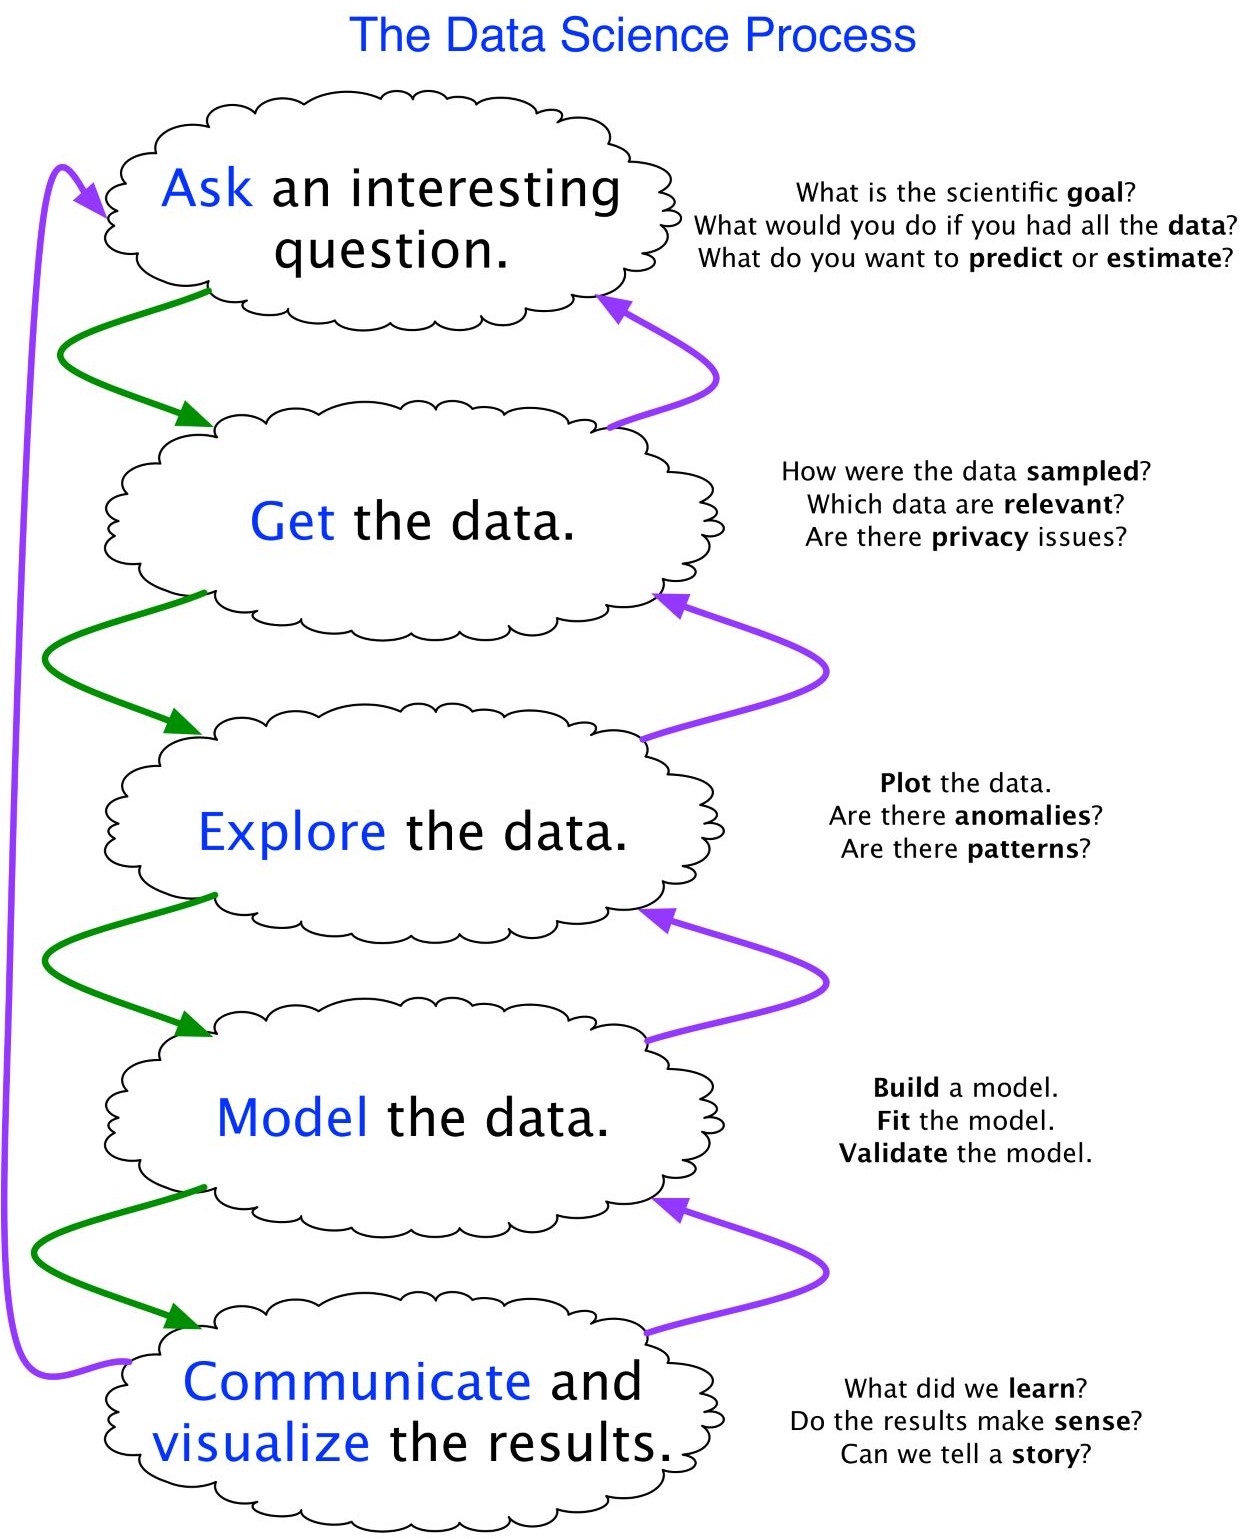 The Data Science Process
Ask an interesting
question.
What is the scientific goal?
What would you do if you had all the data?
What do you want to predict or estimate?
Get the data.
How were the data sampled?
Which data are relevant?
Are there privacy issues?
Explore the data.
Plot the data.
Are there anomalies?
Are there patterns?
Model the data.
Build a model.
Fit the model.
Validate the model.
Communicate and
visualize the results.
What did we learn?
Do the results make sense?
Can we tell a story?